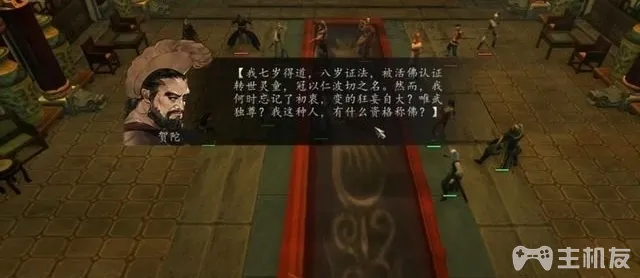 【我七岁得道，八岁证法，被活佛认证
转世灵童，冠以仁波切之名。然而，我
何时忘记了初衷，变的狂妄自大？唯武
独尊？我这种人，有什么资格称佛？】
賀陀
主机友